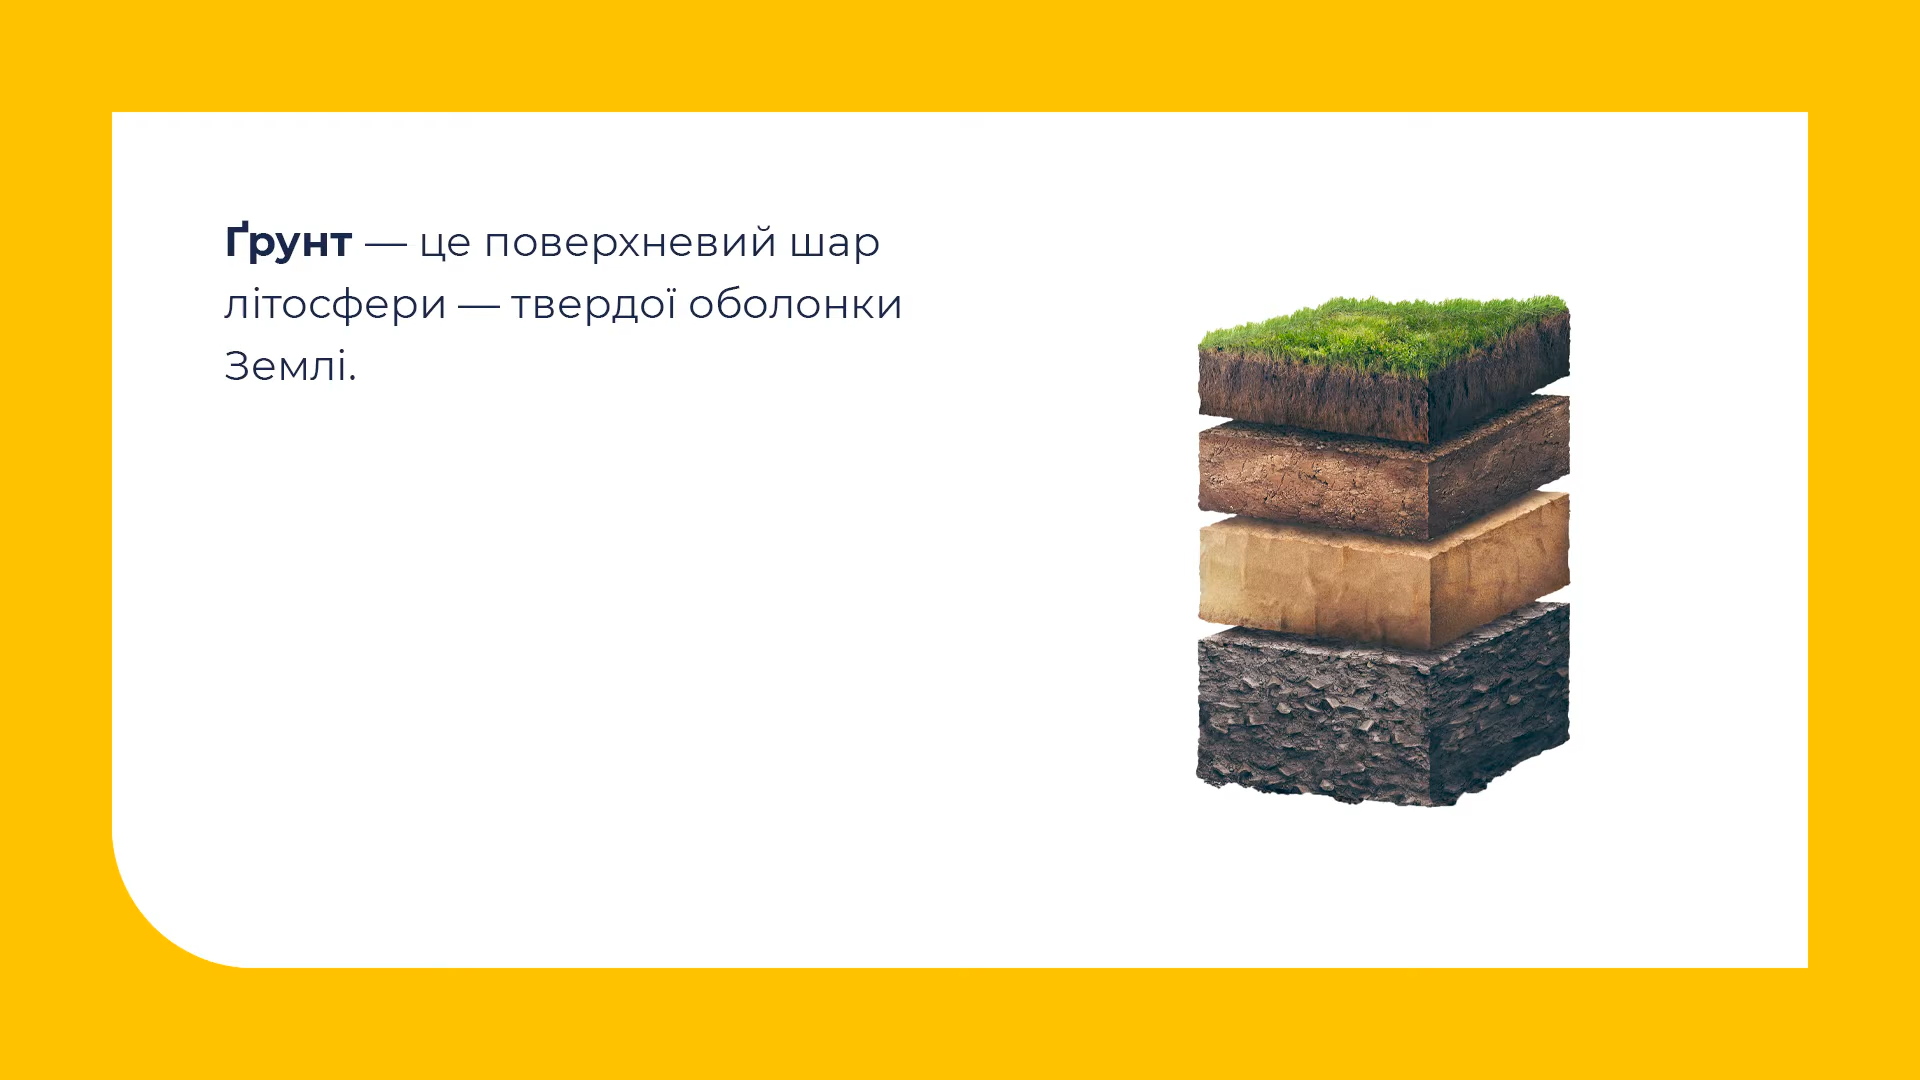 Ґрунт — це поверхневий шар
літосфери — твердої оболонки
Землі.